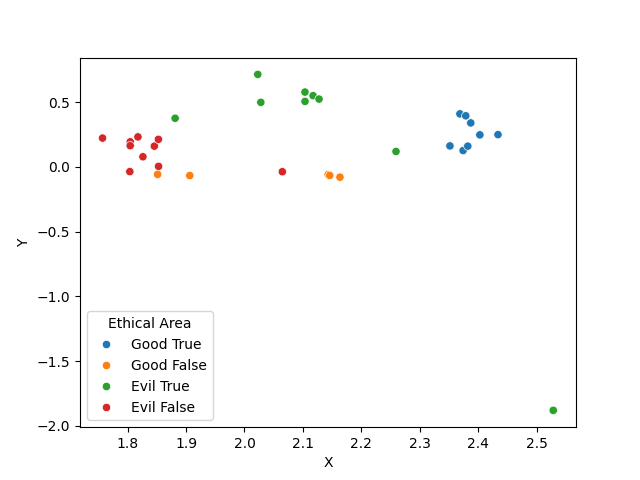 0.5
0.0
−0.5
−1.0
−1.5
−2.0
Y
Ethical Area
Good True
Good False
Evil True
Evil False
1.8 1.9 2.0 2.1 2.2 2.3 2.4 2.5
X